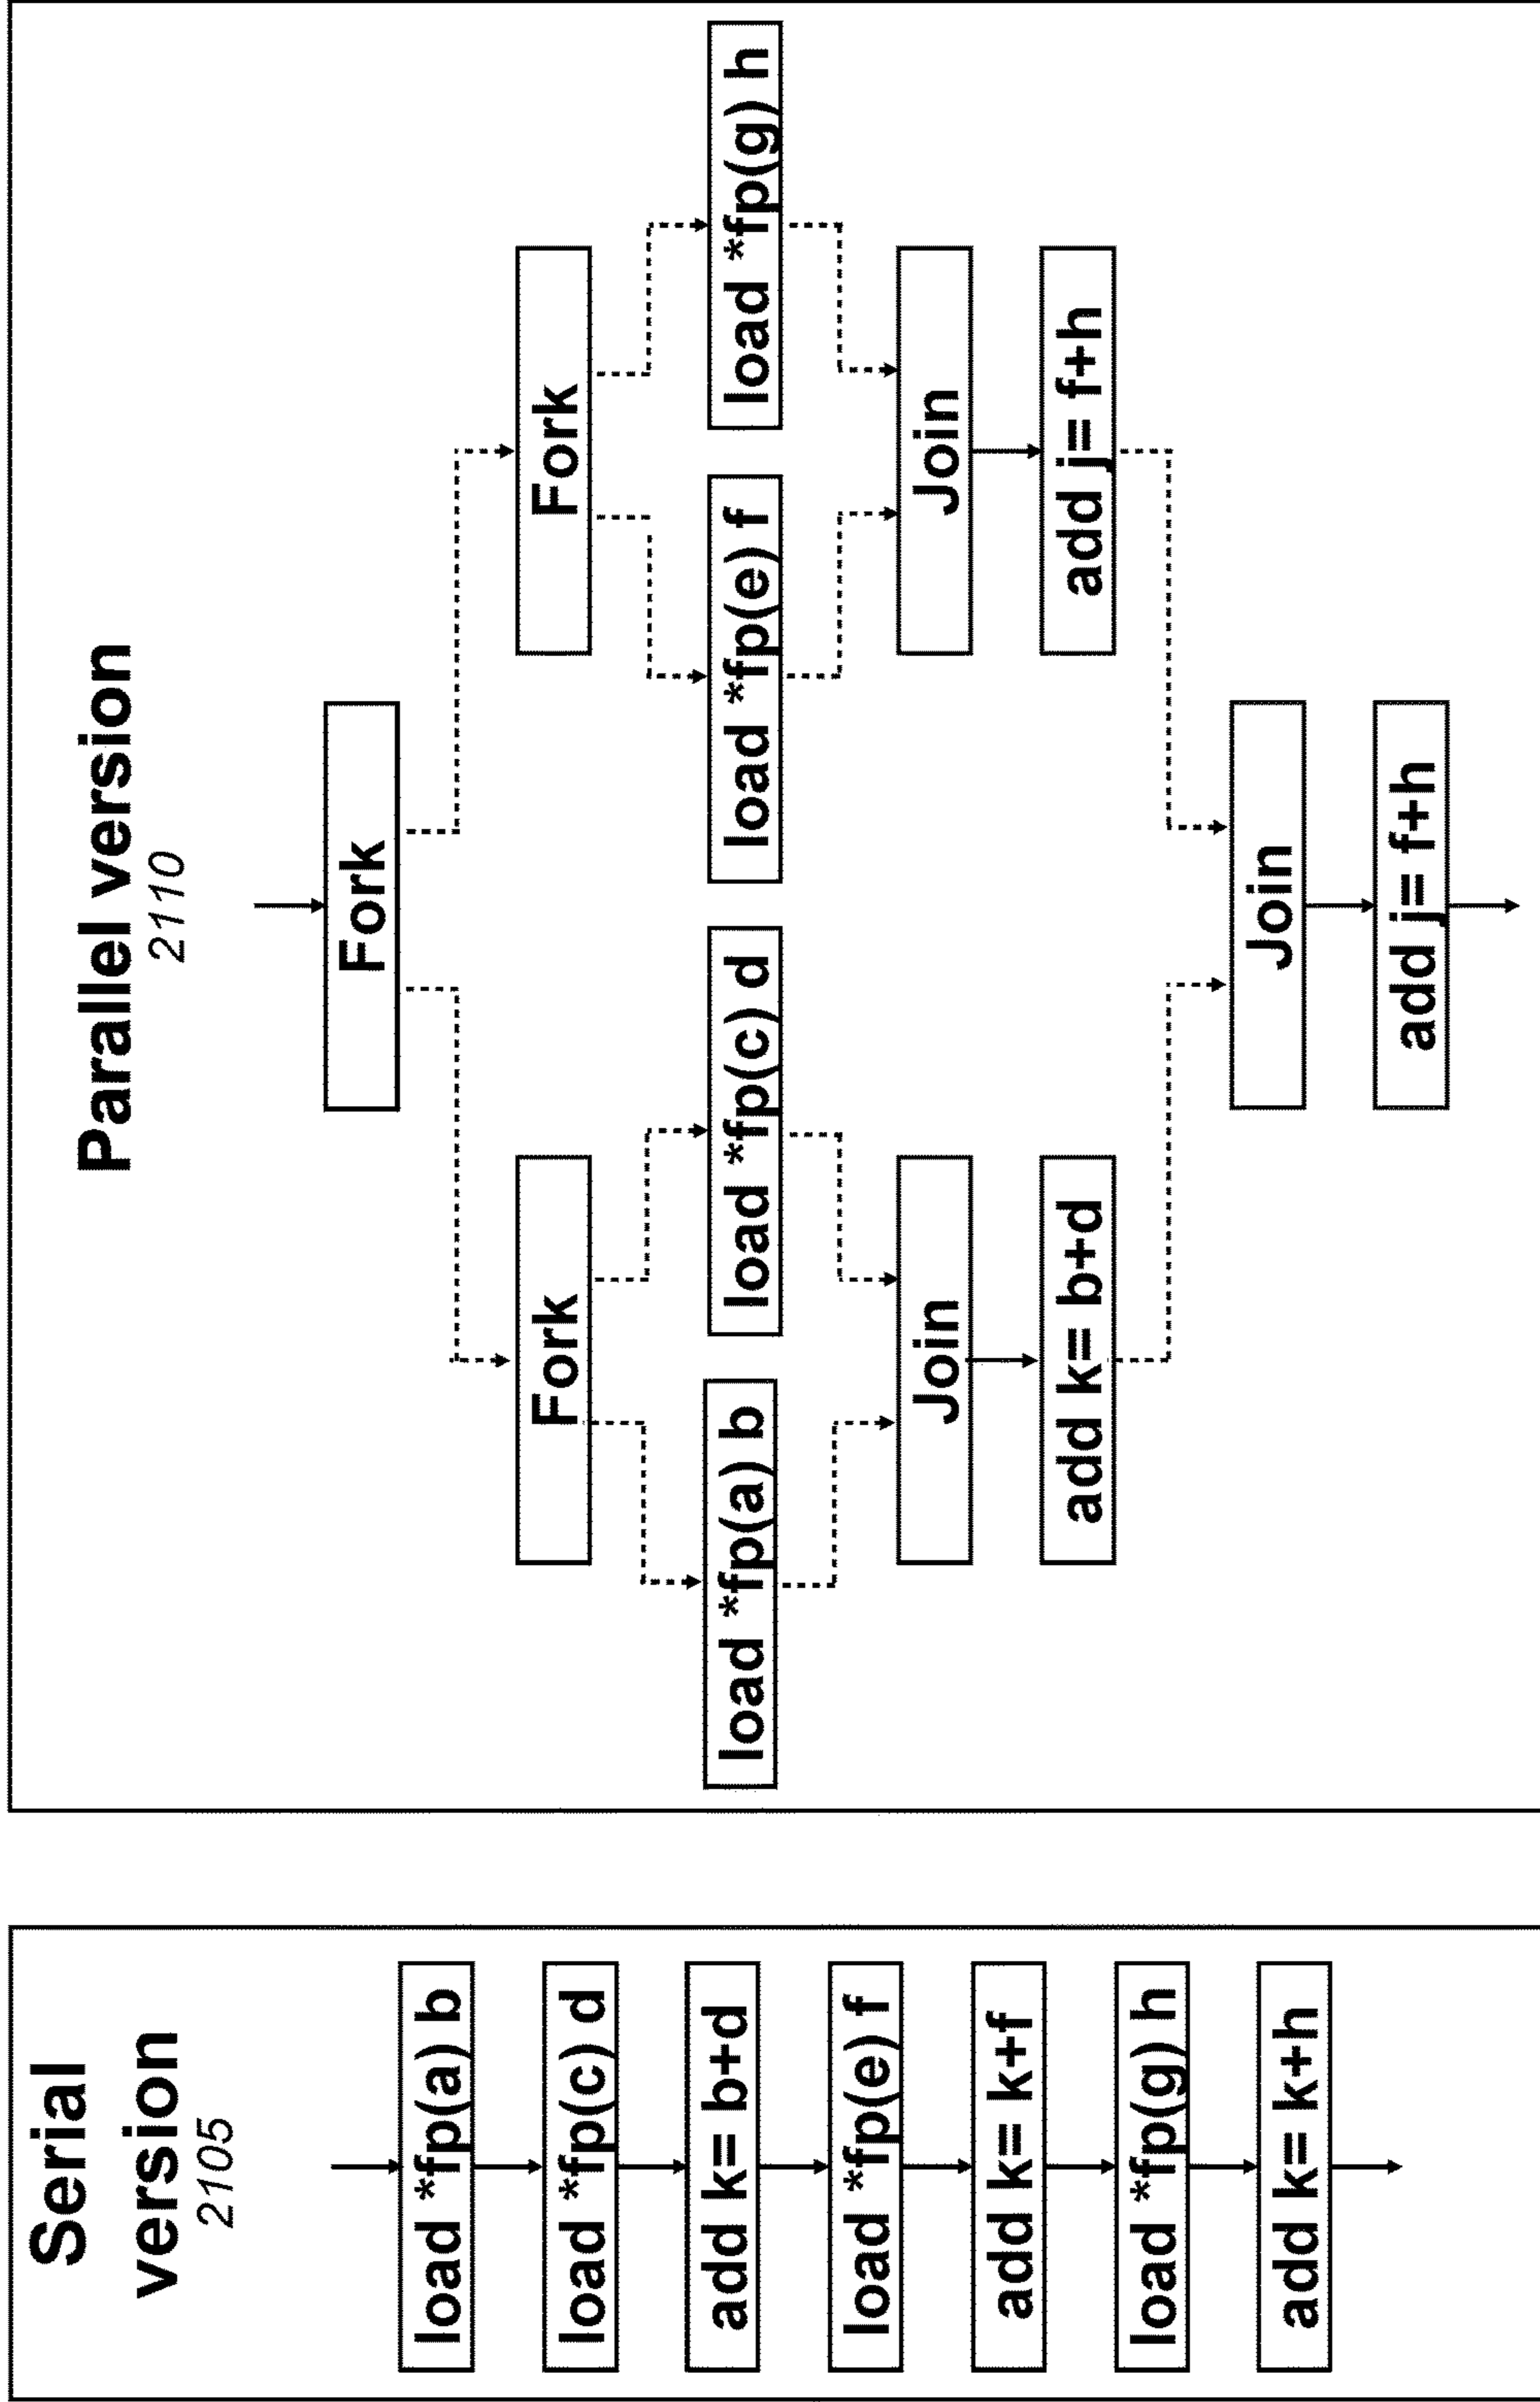 Serial
version
2105
load *fp(a) b
load *fp(c) d
add k= b+d
load *fp(e) f
add k= k+f
load *fp(g) h
add k= k+h
Parallel version
2110
Fork
Fork
Fork
load *fp(a) b
load *fp(c) d
load *fp(e) f
load *fp(g) h
Join
Join
add k= b+d
add j= f+h
Join
add j= f+h